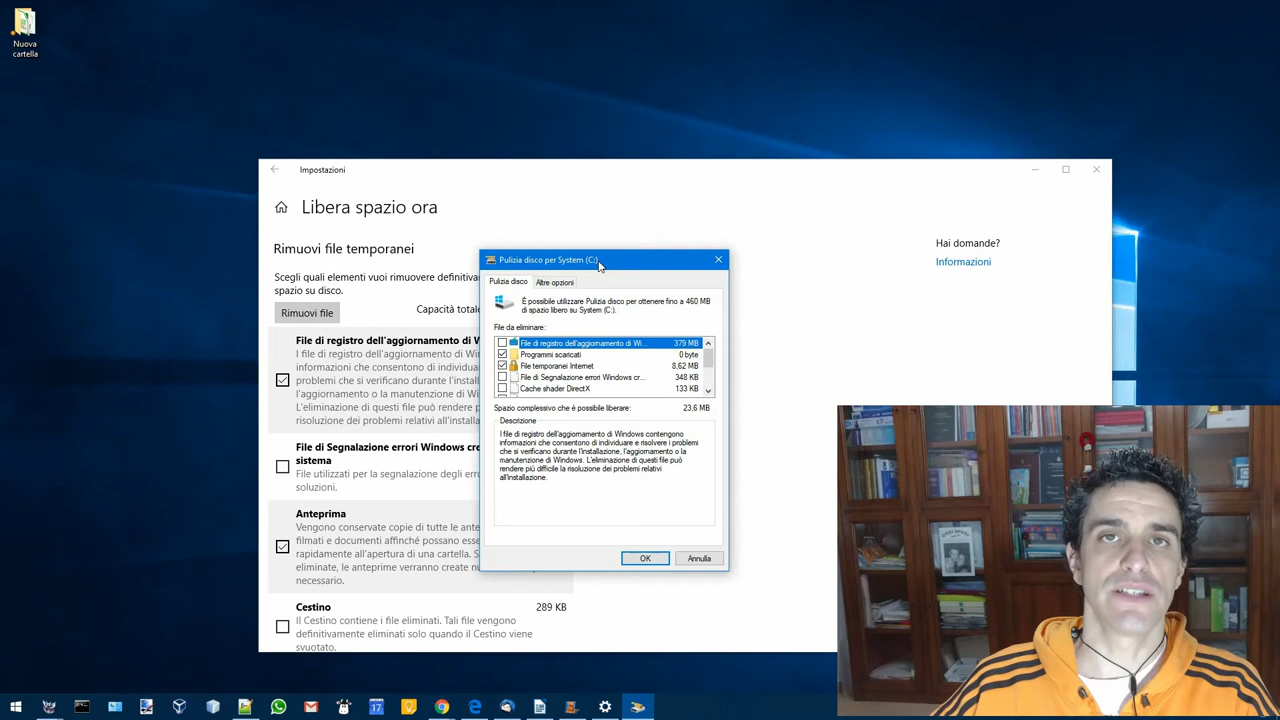 Nuova
cartella
Impostazioni
Libera spazio ora
Rimuovi file temporanei
Scegli quali elementi vuoi rimuovere definitiva
spazio su disco.
Rimuovi file
Capacità totale
File di registro dell'aggiornamento di W
I file di registro dell'aggiornamento di Wi
informazioni che consentono di individuare e
problemi che si verificano durante l'install
l'aggiornamento o la manutenzione di
L'eliminazione di questi file può rendere p
risoluzione dei problemi relativi all'installaz
File di Segnalazione errori Windows cre
sistema
File utilizzati per la segnalazione degli erro
soluzioni.
Anteprima
Vengono conservate copie di tutte le ante
filmati e documenti affinché possano esse
rapidamente all'apertura di una cartella. S
eliminate, le anteprime verranno create n
necessario.
Cestino
289 KB
Il Cestino contiene i file eliminati. Tali file vengono
definitivamente eliminati solo quando il Cestino viene
svuotato.
Hai domande?
Informazioni
Pulizia disco per System (C:)
Pulizia disco
Altre opzioni
È possibile utilizzare Pulizia disco per ottenere fino a 460 MB
di spazio libero su System (C:).
File da eliminare:
File di registro dell'aggiornamento di Wi... 379 MB
Programmi scaricati 0 byte
File temporanei Internet 8,62 MB
File di Segnalazione errori Windows cr... 348 KB
Cache shader DirectX 133 KB
Spazio complessivo che è possibile liberare: 23,6 MB
Descrizione
I file di registro dell'aggiornamento di Windows contengono
informazioni che consentono di individuare e risolvere i problemi
che si verificano durante l'installazione, l'aggiornamento o la
manutenzione di Windows. L'eliminazione di questi file può
rendere più difficile la risoluzione dei problemi relativi
all'installazione.
OK
Annulla
17